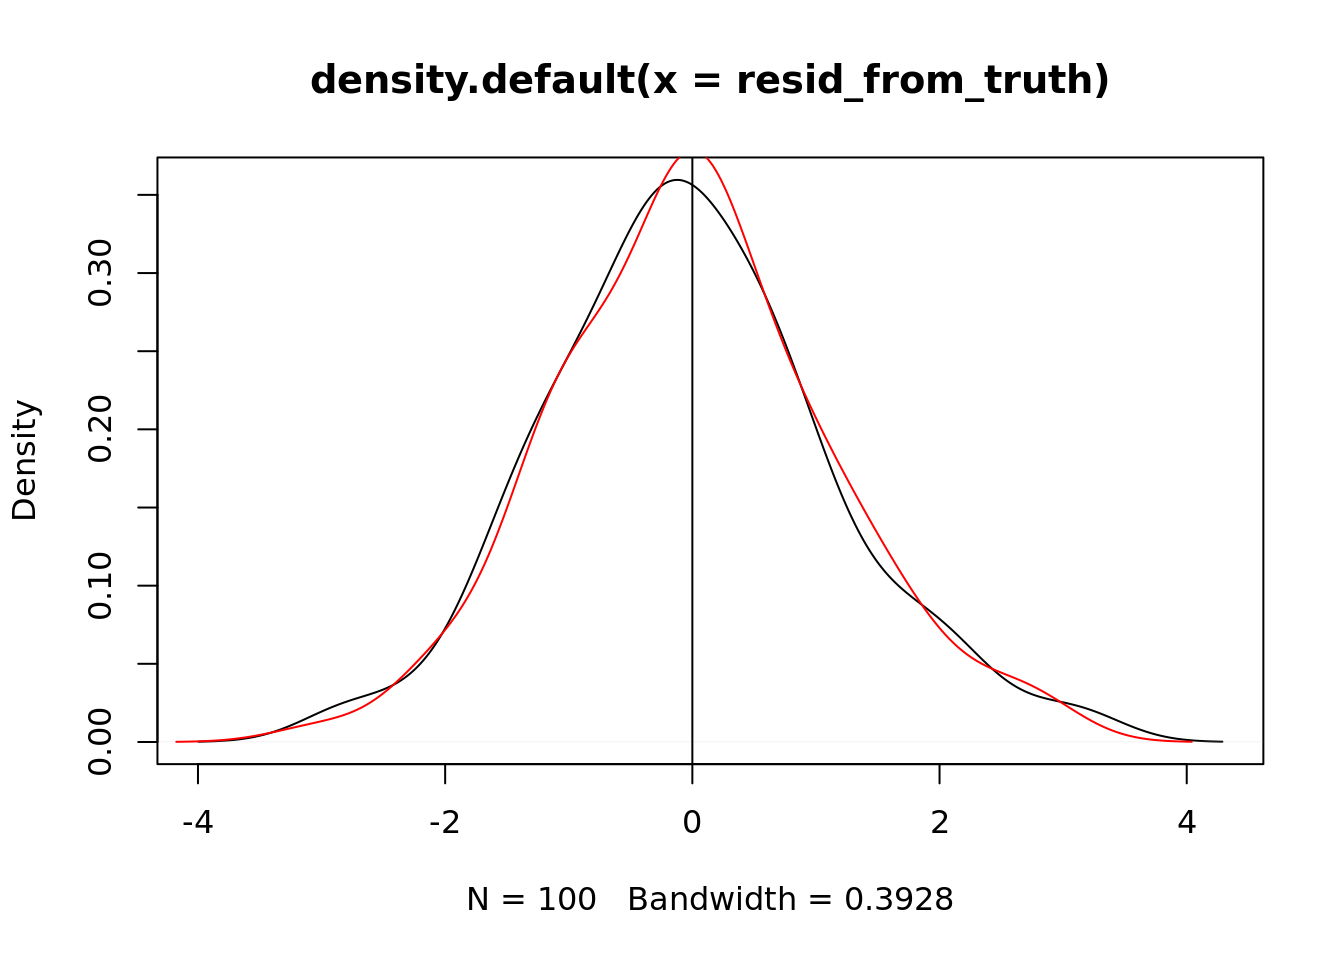 density.default(x = resid_from_truth)
Density
0.30
0.20
0.10
0.00
-4 -2 0 2 4
N = 100 Bandwidth = 0.3928